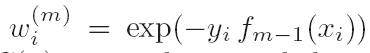 w_i^{(m)} = exp(−y_i f_{m−1}(x_i))